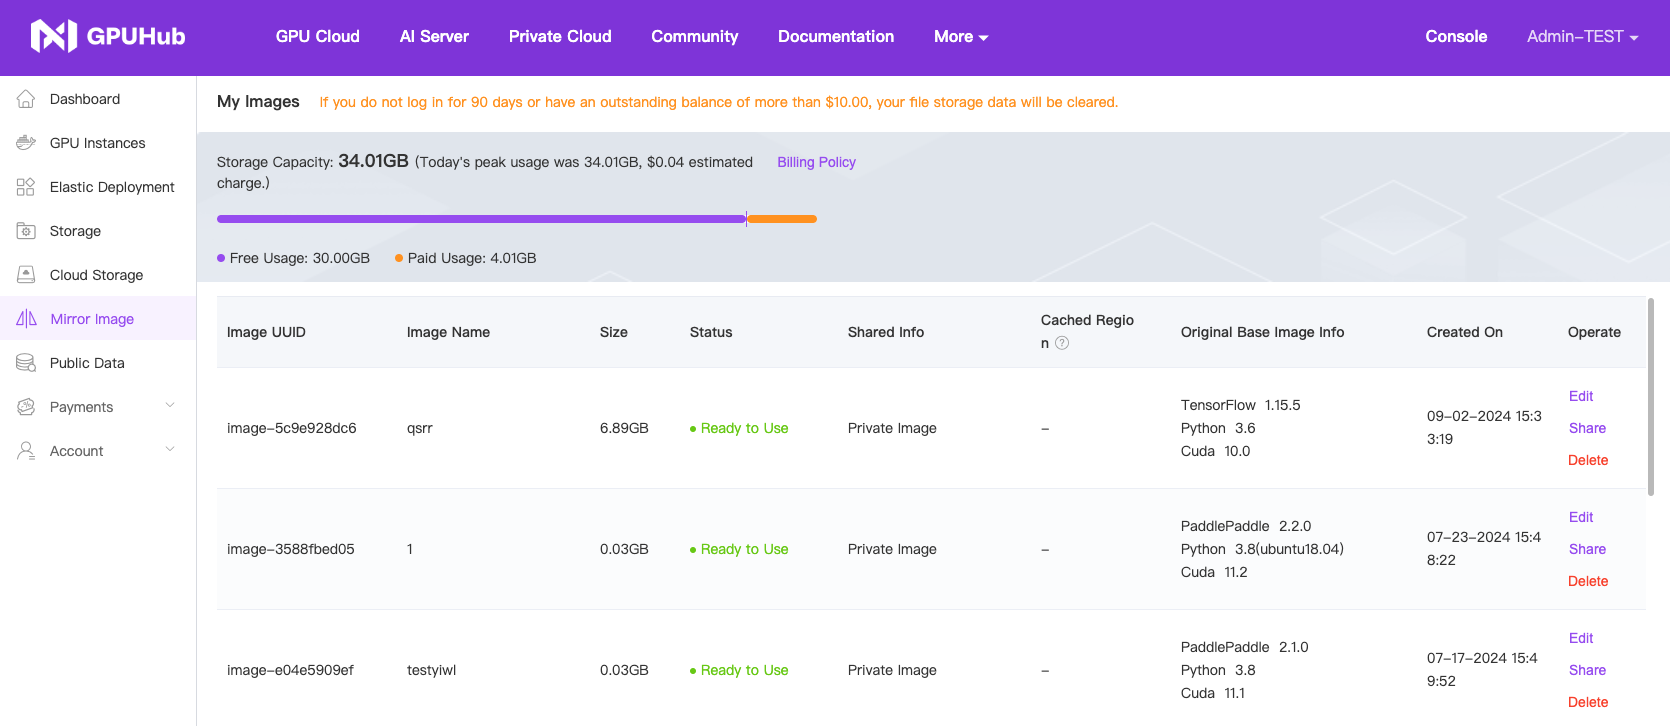 GPUHub
GPU Cloud
AI Server
Private Cloud
Community
Documentation
More
Console
Admin-TEST
Dashboard
GPU Instances
Elastic Deployment
Storage
Cloud Storage
Mirror Image
Public Data
Payments
Account
My Images
If you do not log in for 90 days or have an outstanding balance of more than $10.00, your file storage data will be cleared.
Storage Capacity: 34.01GB (Today's peak usage was 34.01GB, $0.04 estimated
charge.)
Billing Policy
Free Usage: 30.00GB
Paid Usage: 4.01GB
Image UUID
Image Name
Size
Status
Shared Info
Cached Regio
n ?
Original Base Image Info
Created On
Operate
image-5c9e928dc6
qsrr
6.89GB
Ready to Use
Private Image
-
TensorFlow 1.15.5
Python 3.6
Cuda 10.0
09-02-2024 15:3
3:19
Edit
Share
Delete
image-3588fbed05
1
0.03GB
Ready to Use
Private Image
-
PaddlePaddle 2.2.0
Python 3.8(ubuntu18.04)
Cuda 11.2
07-23-2024 15:4
8:22
Edit
Share
Delete
image-e04e5909ef
testyiwl
0.03GB
Ready to Use
Private Image
-
PaddlePaddle 2.1.0
Python 3.8
Cuda 11.1
07-17-2024 15:4
9:52
Edit
Share
Delete